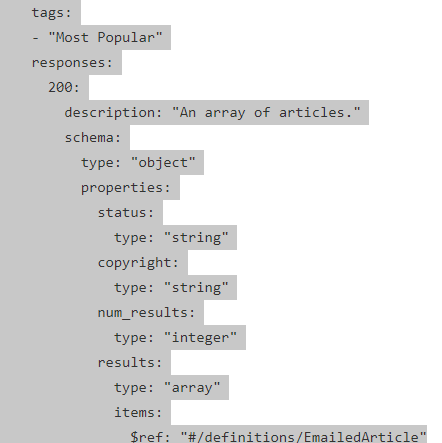 tags:
- "Most Popular"
responses:
200:
description: "An array of articles."
schema:
type: "object"
properties:
status:
type: "string"
copyright:
type: "string"
num_results:
type: "integer"
results:
type: "array"
items:
$ref: "#/definitions/EmailedArticle"